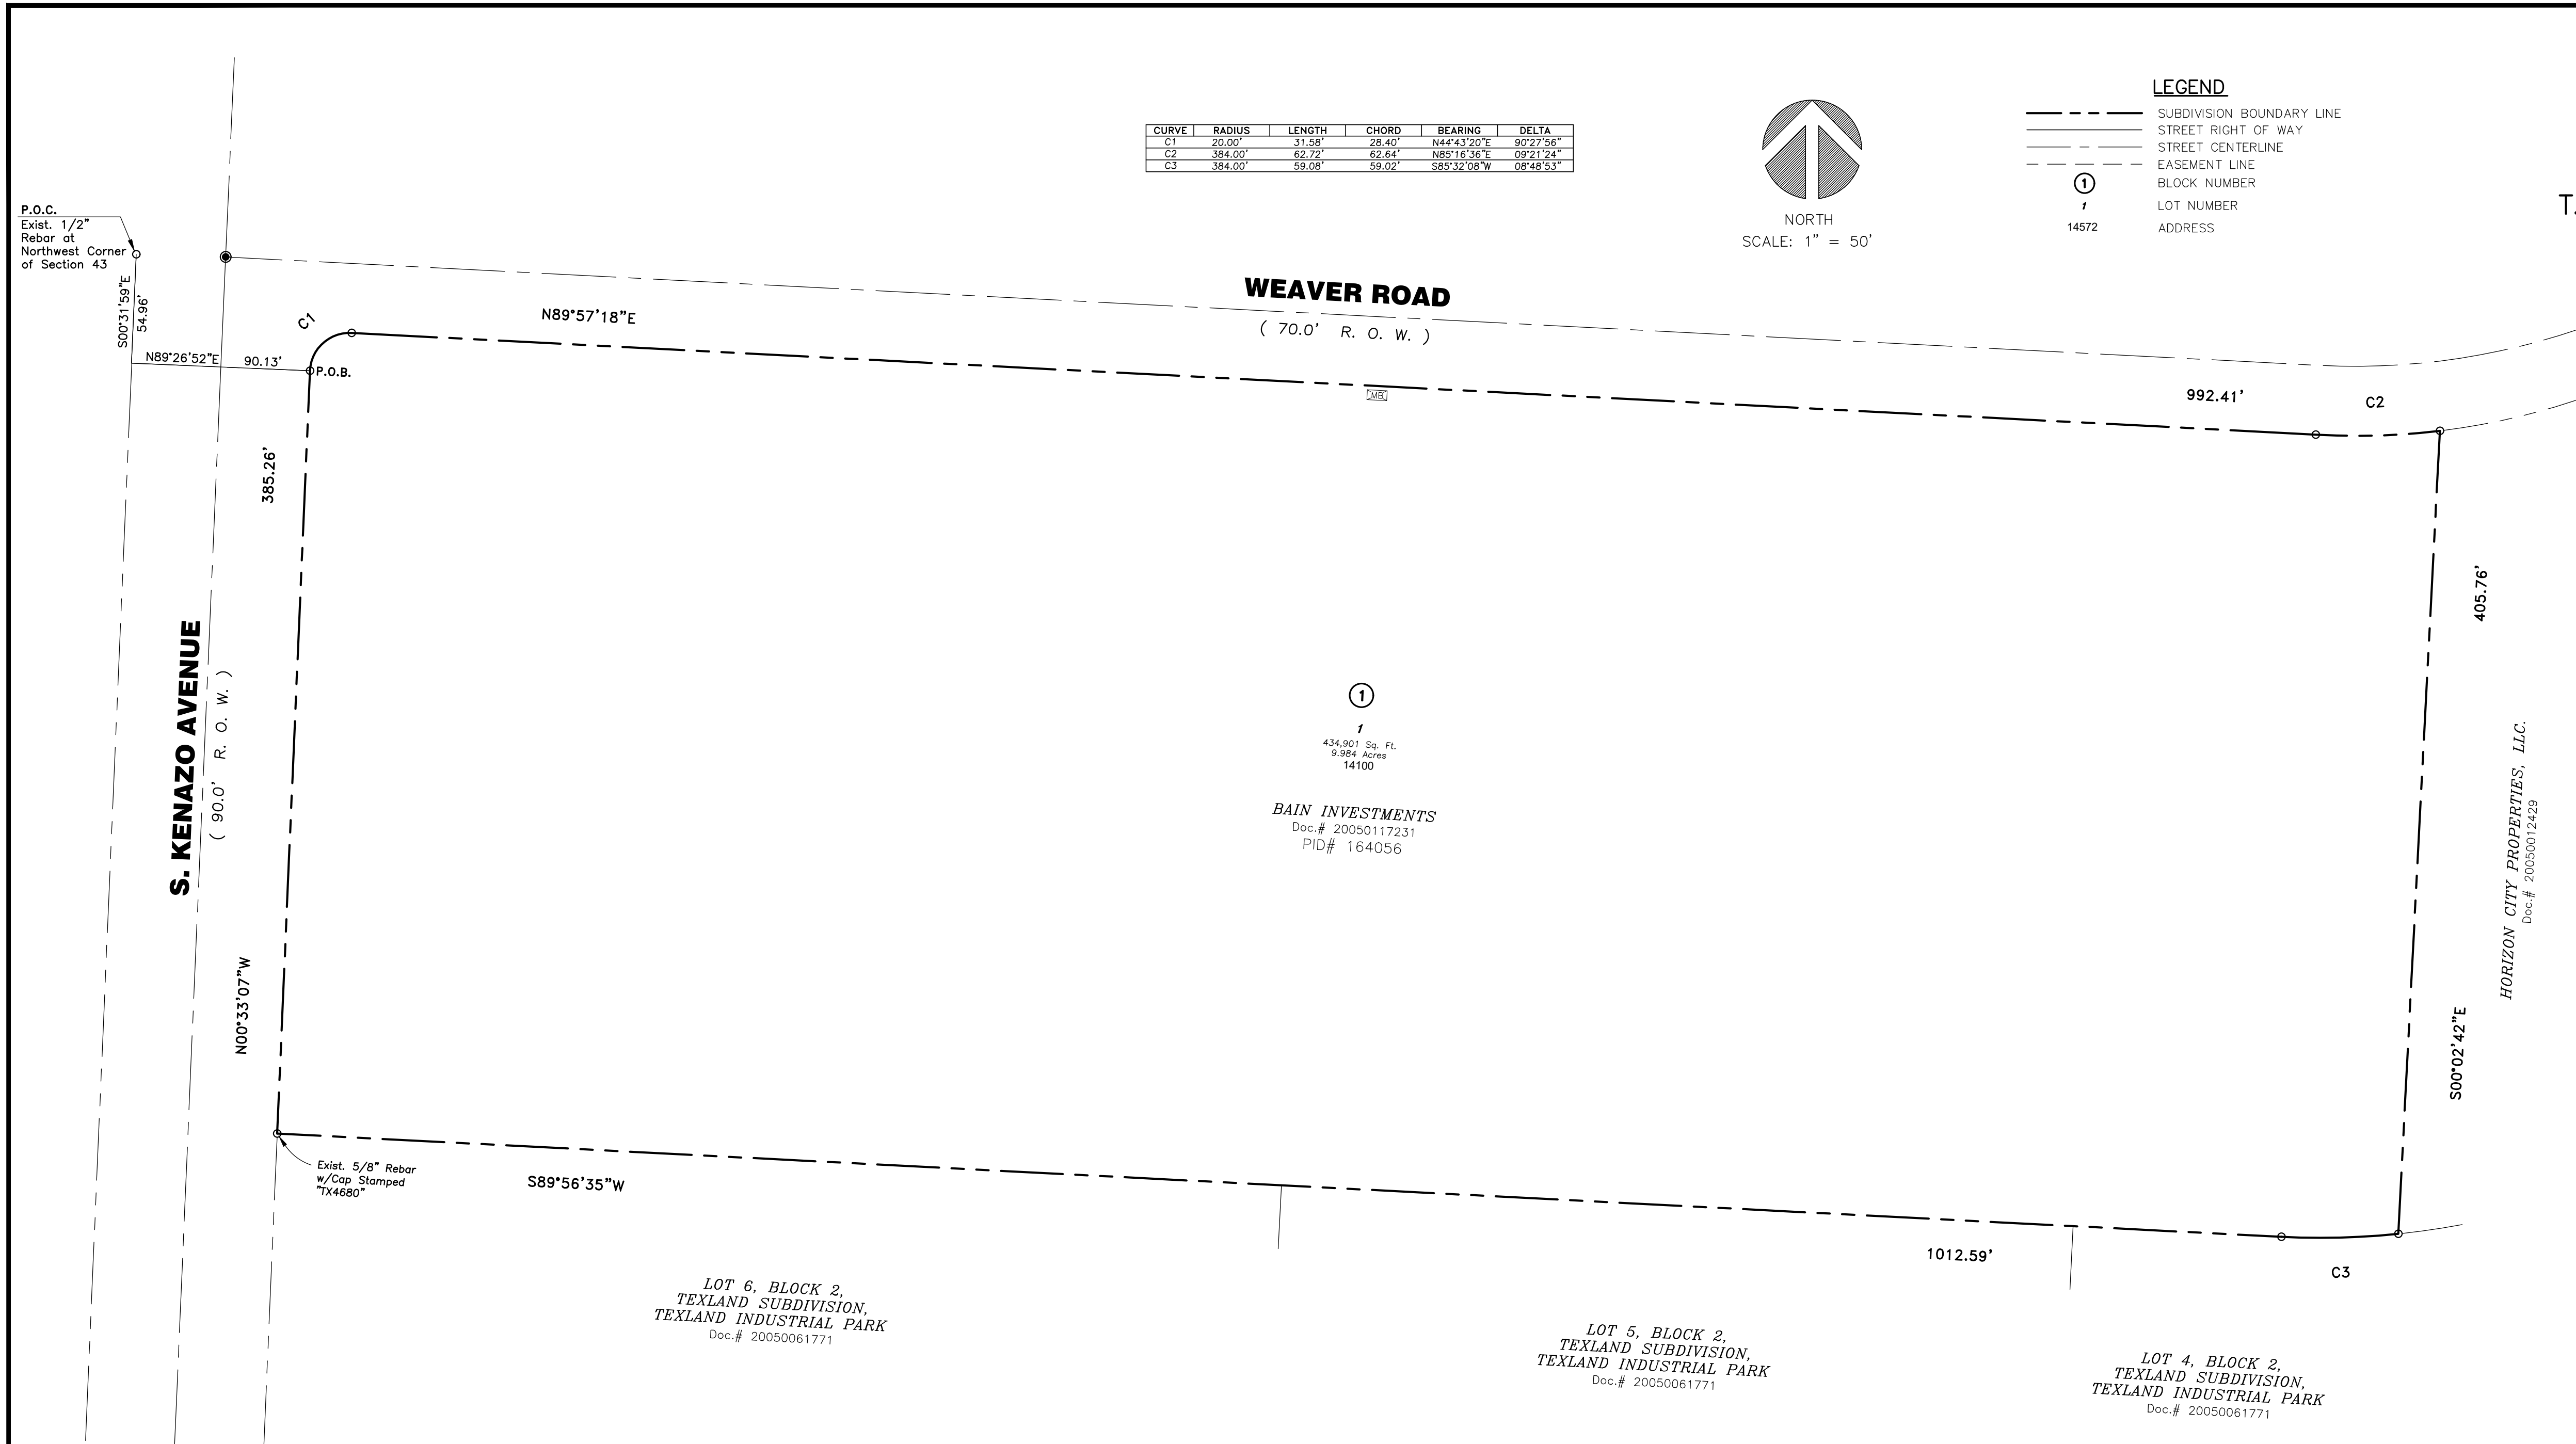 CURVE RADIUS LENGTH CHORD BEARING DELTA
C1 20.00' 31.58' 28.40' N44°43'20"E 90°27'56"
C2 384.00' 62.72' 62.64' N85°16'36"E 09°21'24"
C3 384.00' 59.08' 59.02' S85°32'08"W 08°48'53"
NORTH
SCALE: 1" = 50'
LEGEND
SUBDIVISION BOUNDARY LINE
STREET RIGHT OF WAY
STREET CENTERLINE
EASEMENT LINE
1 BLOCK NUMBER
1 LOT NUMBER
14572 ADDRESS
P.O.C.
Exist. 1/2"
Rebar at
Northwest Corner
of Section 43
S00°31'59"E
54.96'
N89°26'52"E 90.13'
P.O.B.
C1
N89°57'18"E
WEAVER ROAD
( 70.0' R. O. W. )
MB
992.41'
C2
385.26'
N00°33'07"W
S. KENAZO AVENUE
( 90.0' R. O. W. )
1
1
434,901 Sq. Ft.
9.984 Acres
14100
BAIN INVESTMENTS
Doc.# 20050117231
PID# 164056
405.76'
S00°02'42"E
HORIZON CITY PROPERTIES, LLC.
Doc.# 20050012429
Exist. 5/8" Rebar
w/Cap Stamped
"TX4680"
S89°56'35"W
1012.59'
C3
LOT 6, BLOCK 2,
TEXLAND SUBDIVISION,
TEXLAND INDUSTRIAL PARK
Doc.# 20050061771
LOT 5, BLOCK 2,
TEXLAND SUBDIVISION,
TEXLAND INDUSTRIAL PARK
Doc.# 20050061771
LOT 4, BLOCK 2,
TEXLAND SUBDIVISION,
TEXLAND INDUSTRIAL PARK
Doc.# 20050061771